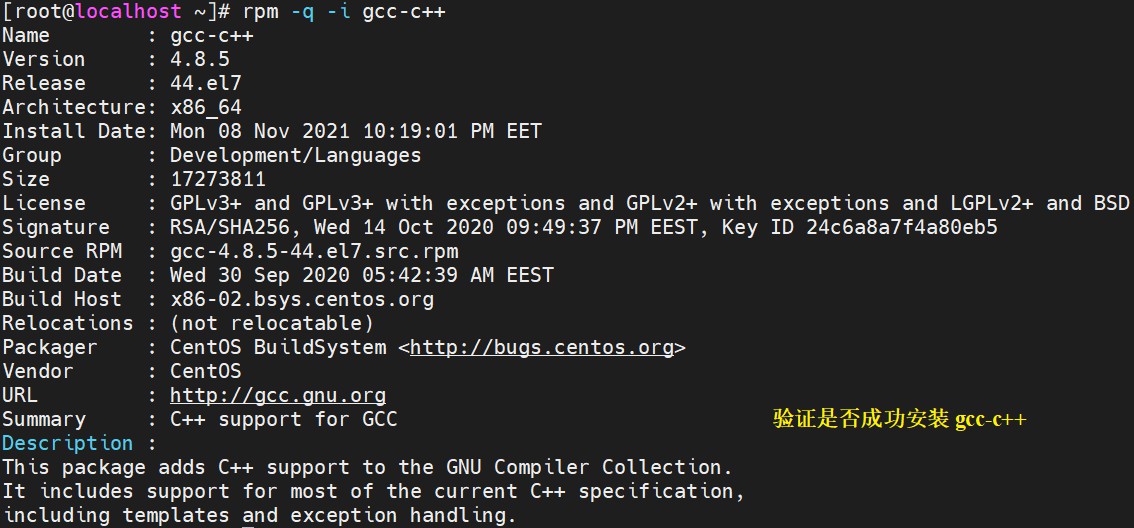 [root@localhost ~]# rpm -q -i gcc-c++
Name        : gcc-c++
Version     : 4.8.5
Release     : 44.el7
Architecture: x86_64
Install Date: Mon 08 Nov 2021 10:19:01 PM EET
Group       : Development/Languages
Size        : 17273811
License     : GPLv3+ and GPLv3+ with exceptions and GPLv2+ with exceptions and LGPLv2+ and BSD
Signature   : RSA/SHA256, Wed 14 Oct 2020 09:49:37 PM EEST, Key ID 24c6a8a7f4a80eb5
Source RPM  : gcc-4.8.5-44.el7.src.rpm
Build Date  : Wed 30 Sep 2020 05:42:39 AM EEST
Build Host  : x86-02.bsys.centos.org
Relocations : (not relocatable)
Packager    : CentOS BuildSystem <http://bugs.centos.org>
Vendor      : CentOS
URL         : http://gcc.gnu.org
Summary     : C++ support for GCC
验证是否成功安装 gcc-c++
Description :
This package adds C++ support to the GNU Compiler Collection.
It includes support for most of the current C++ specification,
including templates and exception handling.